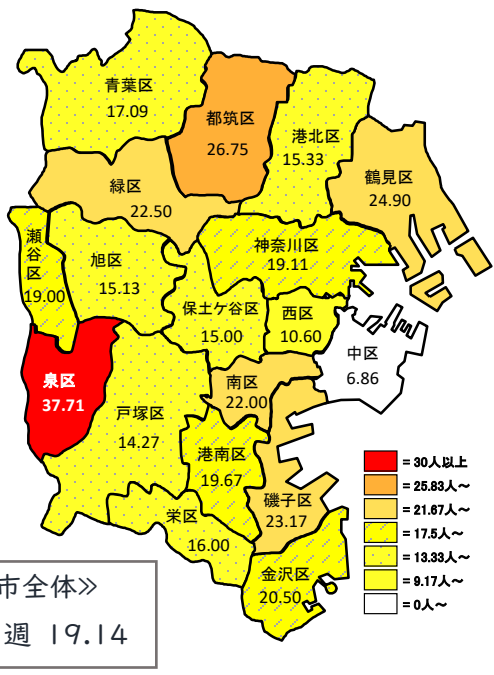 青葉区
17.09
都筑区
26.75
港北区
15.33
鶴見区
24.90
緑区
22.50
神奈川区
19.11
瀬谷区
19.00
旭区
15.13
保土ケ谷区
15.00
西区
10.60
中区
6.86
泉区
37.71
戸塚区
14.27
南区
22.00
港南区
19.67
磯子区
23.17
栄区
16.00
金沢区
20.50
= 30人以上
= 25.83人~
= 21.67人~
= 17.5人~
= 13.33人~
= 9.17人~
= 0人~
市全体》
週 19.14